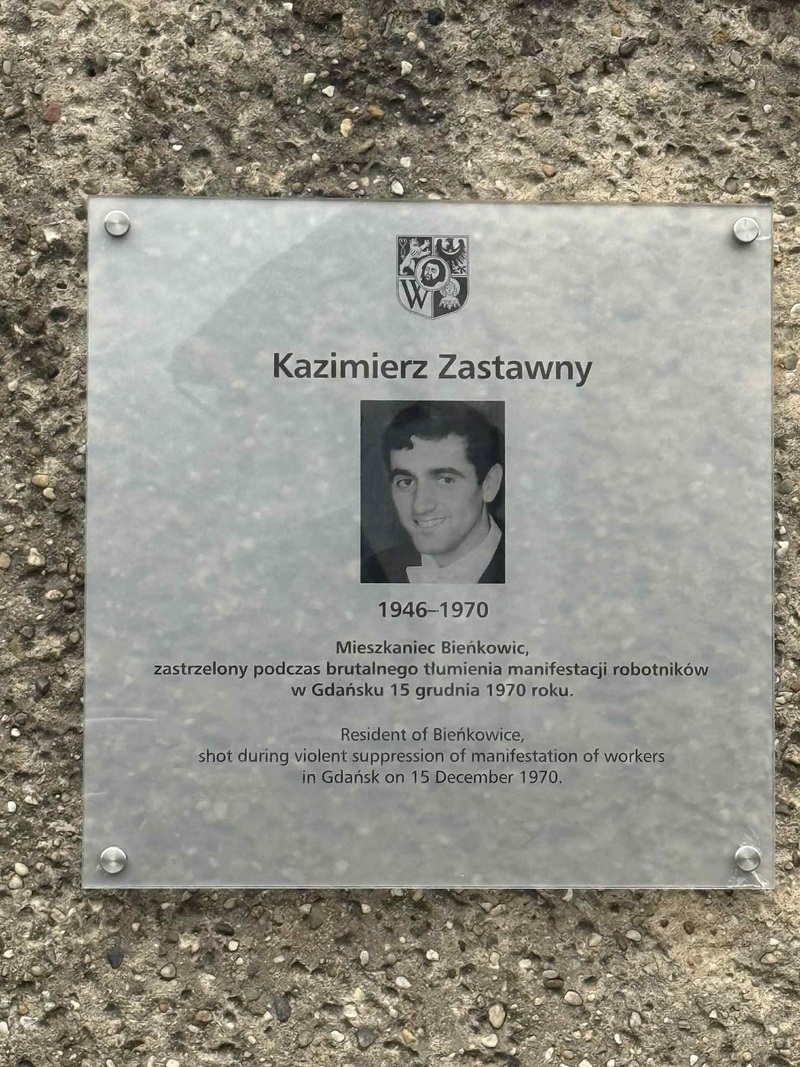 W
Kazimierz Zastawny
1946–1970
Mieszkaniec Bieńkowic,
zastrzelony podczas brutalnego tłumienia manifestacji robotników
w Gdańsku 15 grudnia 1970 roku.
Resident of Bieńkowice,
shot during violent suppression of manifestation of workers
in Gdańsk on 15 December 1970.